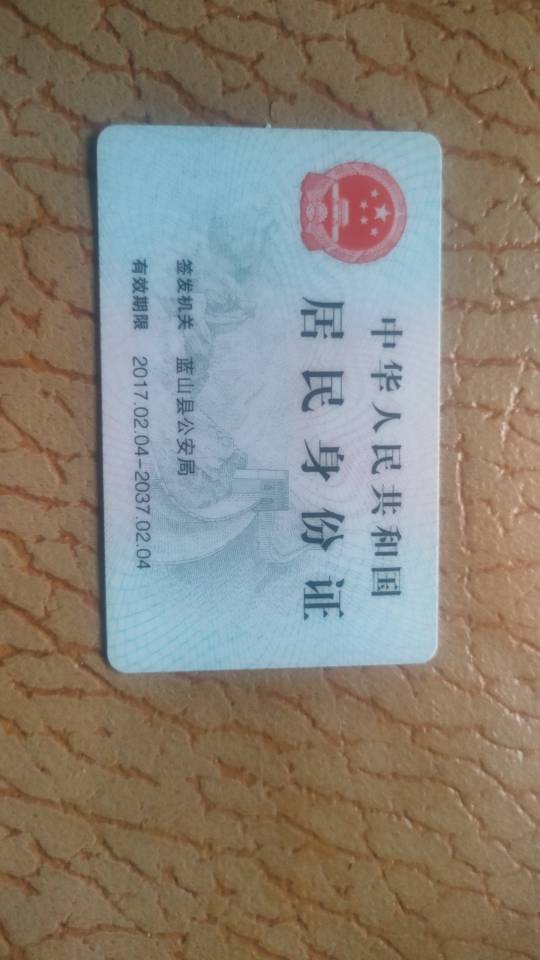 中华人民共和国
居民身份证
签发机关 蓝山县公安局
有效期限 2017.02.04-2037.02.04